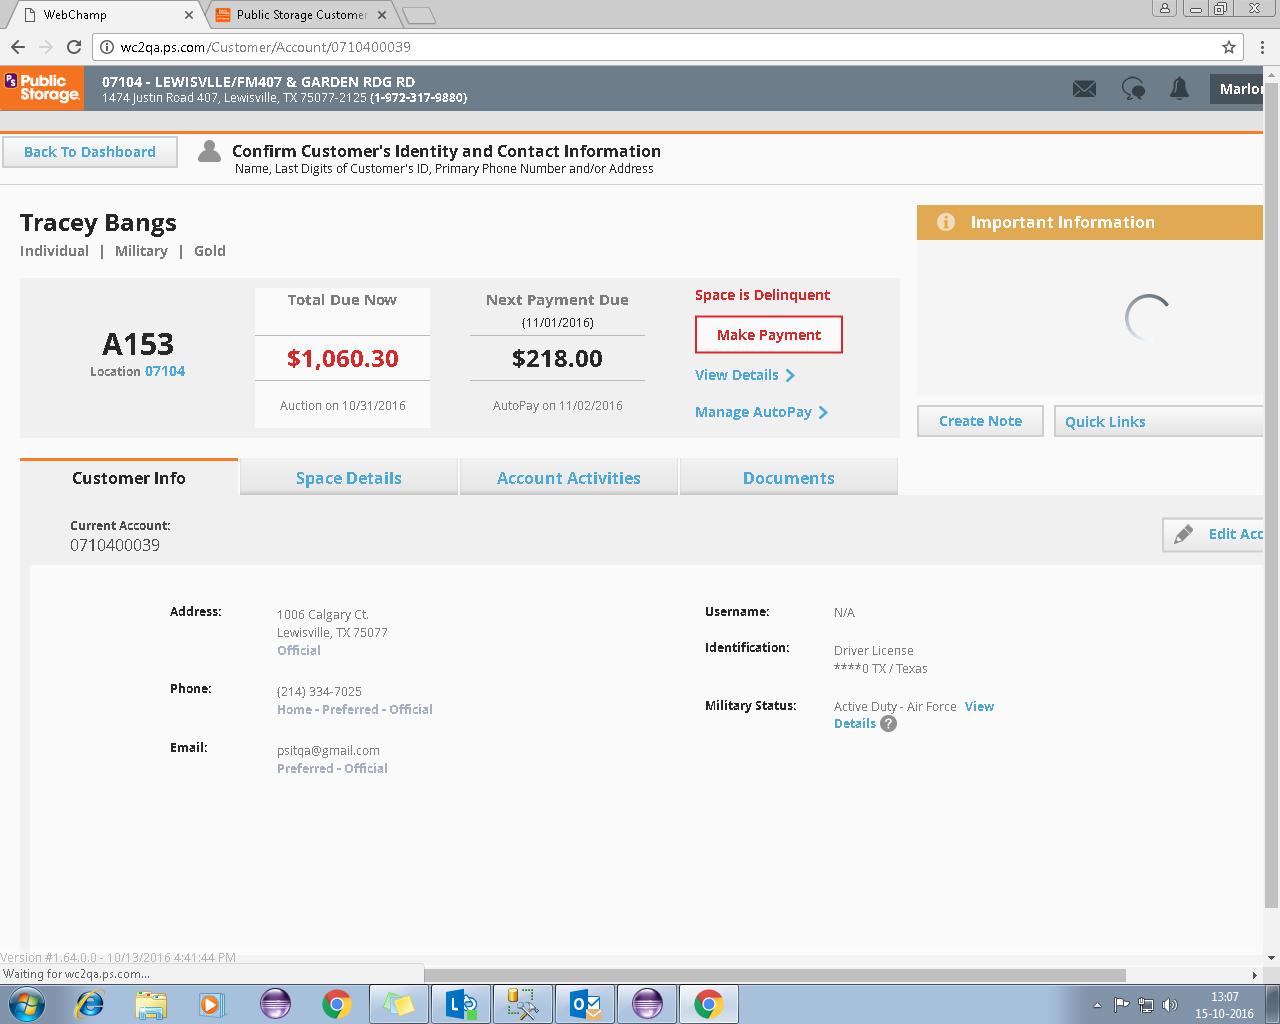 WebChamp
Public Storage Customer
wc2qa.ps.com/Customer/Account/0710400039
PS Public Storage.
07104 - LEWISVLLE/FM407 & GARDEN RDG RD
1474 Justin Road 407, Lewisville, TX 75077-2125 (1-972-317-9880)
Marlo
Back To Dashboard
Confirm Customer's Identity and Contact Information
Name, Last Digits of Customer's ID, Primary Phone Number and/or Address
Tracey Bangs
Individual | Military | Gold
Important Information
A153
Location 07104
Total Due Now
$1,060.30
Auction on 10/31/2016
Next Payment Due
(11/01/2016)
$218.00
AutoPay on 11/02/2016
Space is Delinquent
Make Payment
View Details
Manage AutoPay
Create Note
Quick Links
Customer Info
Space Details
Account Activities
Documents
Current Account:
0710400039
Edit Acc
Address:
1006 Calgary Ct.
Lewisville, TX 75077
Official
Phone:
(214) 334-7025
Home - Preferred - Official
Email:
psitqa@gmail.com
Preferred - Official
Username:
N/A
Identification:
Driver License
****0 TX / Texas
Military Status:
Active Duty - Air Force View
Details ?
Version #1.64.0.0 - 10/13/2016 4:41:44 PM
Waiting for wc2qa.ps.com...
13:07
15-10-2016